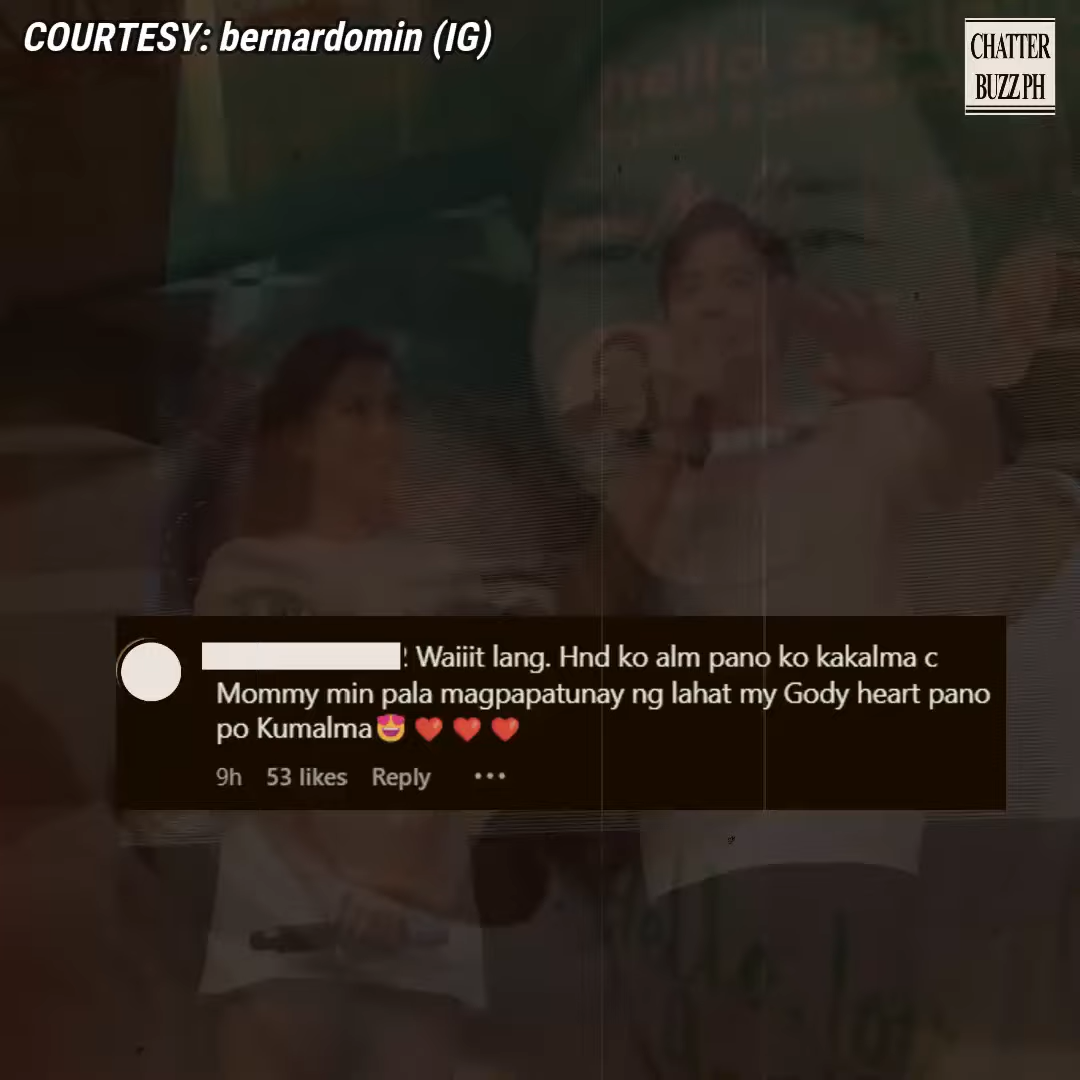 COURTESY: bernardomin (IG)
CHATTER
BUZZ PH
Waiiit lang. Hnd ko alm pano ko kakalma c
Mommy min pala magpapatunay ng lahat my Gody heart pano
po Kumalma😍 ❤️ ❤️ ❤️
9h 53 likes Reply •••